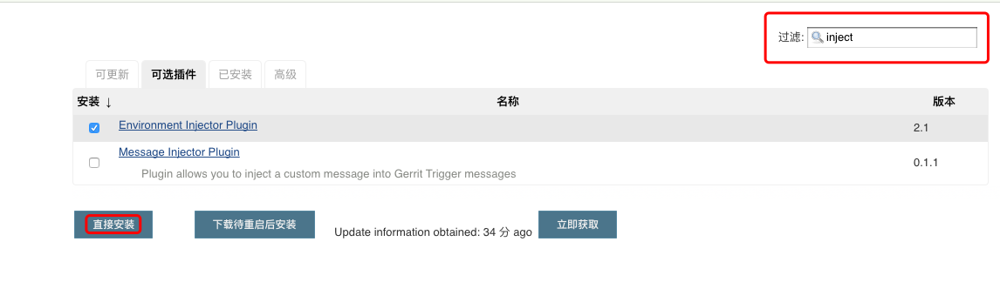 过滤: inject
可更新 可选插件 已安装 高级
安装 ↓ 名称 版本
Environment Injector Plugin 2.1
Message Injector Plugin 0.1.1
Plugin allows you to inject a custom message into Gerrit Trigger messages
直接安装 下载待重启后安装 Update information obtained: 34 分 ago 立即获取